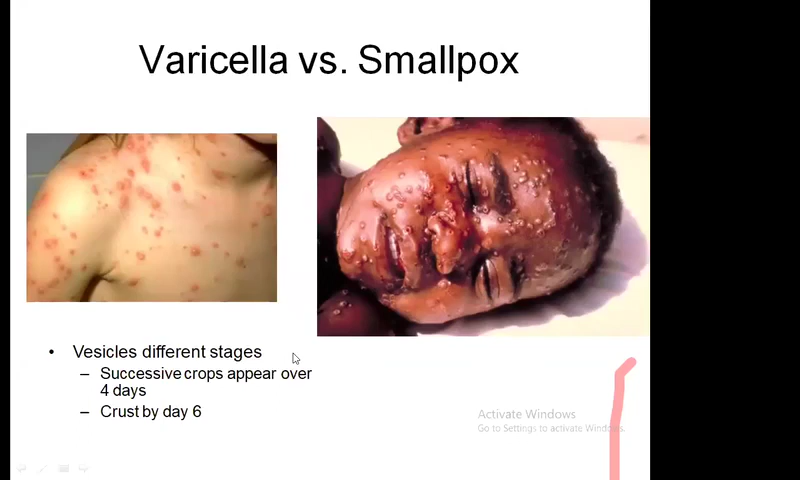 Varicella vs. Smallpox
• Vesicles different stages
– Successive crops appear over
4 days
– Crust by day 6
Activate Windows
Go to Settings to activate Windows.